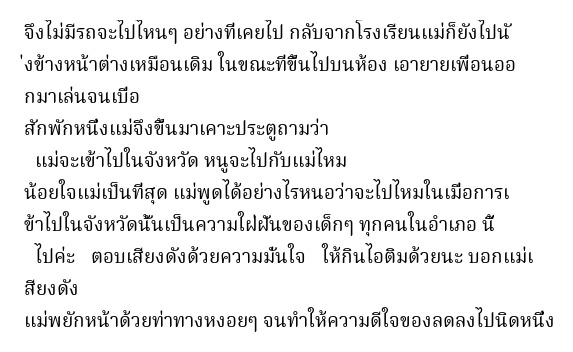 จึงไม่มีรถจะไปไหนๆ อย่างที่เคยไป กลับจากโรงเรียนแม่ก็ยังไปนั
่งข้างหน้าต่างเหมือนเดิม ในขณะที่ขึ้นไปบนห้อง เอายายเพื่อนออ
กมาเล่นจนเบื่อ
สักพักหนึ่งแม่จึงขึ้นมาเคาะประตูถามว่า
แม่จะเข้าไปในจังหวัด หนูจะไปกับแม่ไหม
น้อยใจแม่เป็นที่สุด แม่พูดได้อย่างไรหนอว่าจะไปไหมในเมื่อการเ
ข้าไปในจังหวัดนั้นเป็นความใฝ่ฝันของเด็กๆ ทุกคนในอำเภอ นี้
ไปค่ะ ตอบเสียงดังด้วยความมั่นใจ ให้กินไอติมด้วยนะ บอกแม่เ
สียงดัง
แม่พยักหน้าด้วยท่าทางหงอยๆ จนทำให้ความดีใจของลดลงไปนิดหนึ่ง